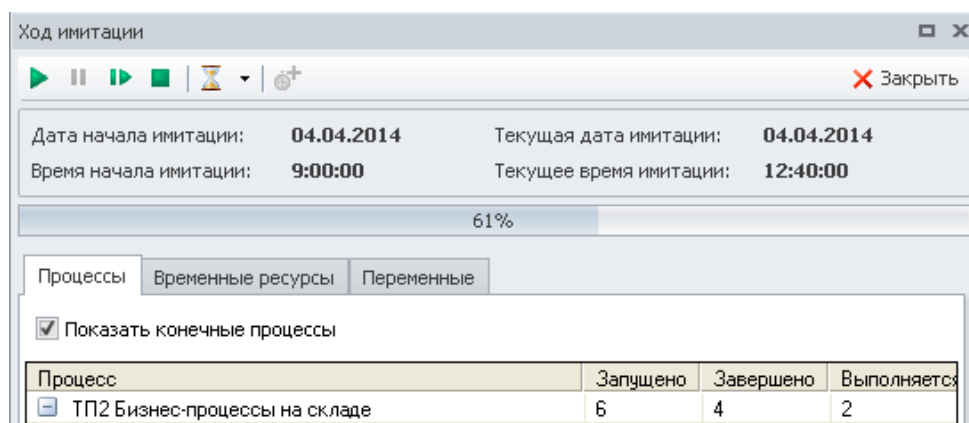 Ход имитации
Закрыть
Дата начала имитации: 04.04.2014 Текущая дата имитации: 04.04.2014
Время начала имитации: 9:00:00 Текущее время имитации: 12:40:00
61%
Процессы Временные ресурсы Переменные
Показать конечные процессы
Процесс Запущено Завершено Выполняется
ТП2 Бизнес-процессы на складе 6 4 2